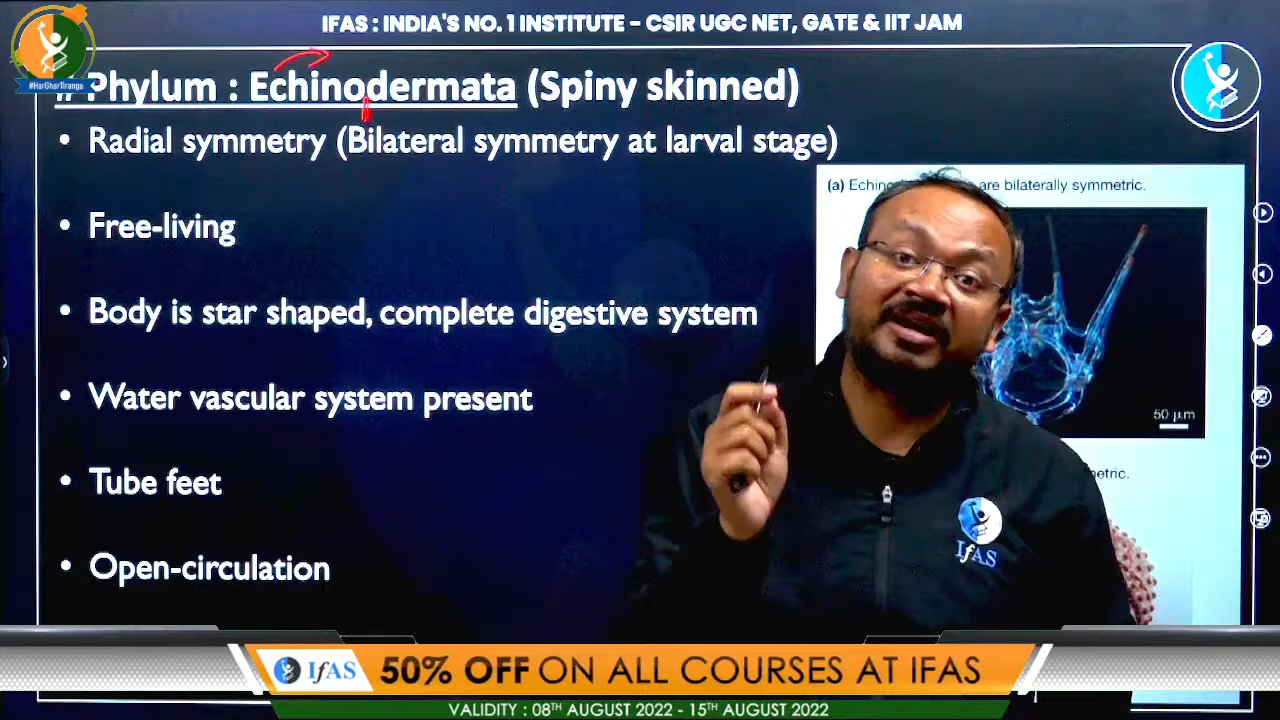 IFAS : INDIA'S NO. 1 INSTITUTE – CSIR UGC NET, GATE & IIT JAM
#HarGharTiranga
# Phylum : Echinodermata (Spiny skinned)
• Radial symmetry (Bilateral symmetry at larval stage)
(a) are bilaterally symmetric.
• Free-living
• Body is star shaped, complete digestive system
• Water vascular system present
50 μm
• Tube feet
IfAS
• Open-circulation
IfAS 50% OFF ON ALL COURSES AT IFAS
VALIDITY : 08TH AUGUST 2022 - 15TH AUGUST 2022